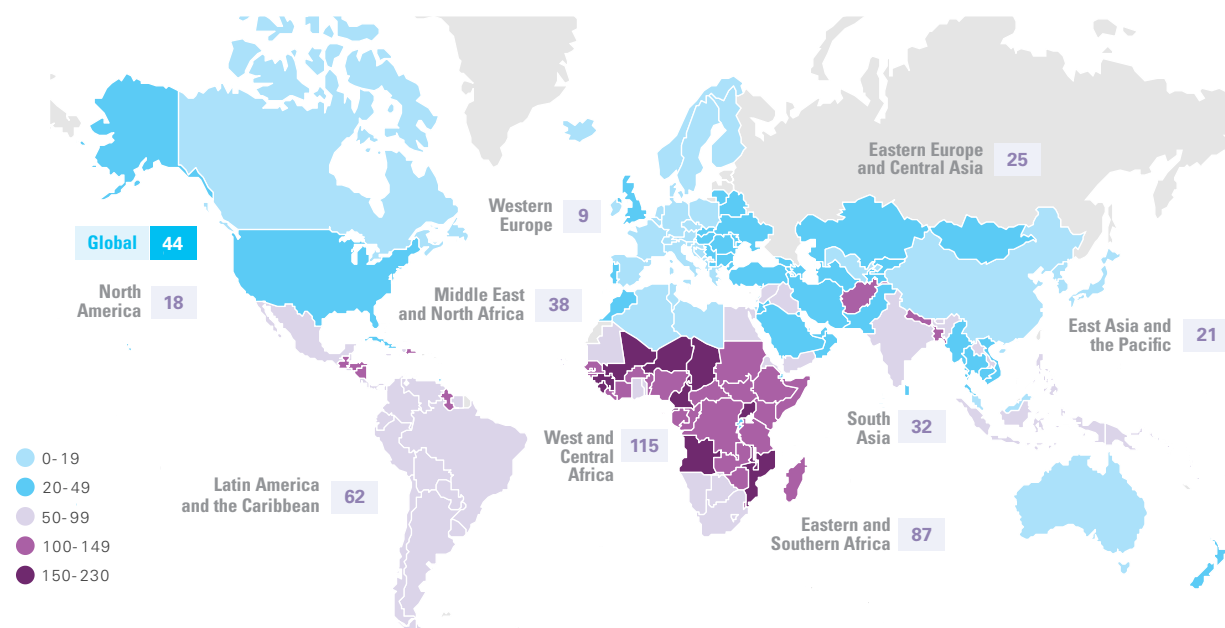 Eastern Europe
and Central Asia
25
Western
Europe
9
Global 44
North
America
18
Middle East
and North Africa
38
East Asia and
the Pacific
21
South
Asia
32
West and
Central
Africa
115
Latin America
and the Caribbean
62
Eastern and
Southern Africa
87
0-19
20-49
50-99
100-149
150-230